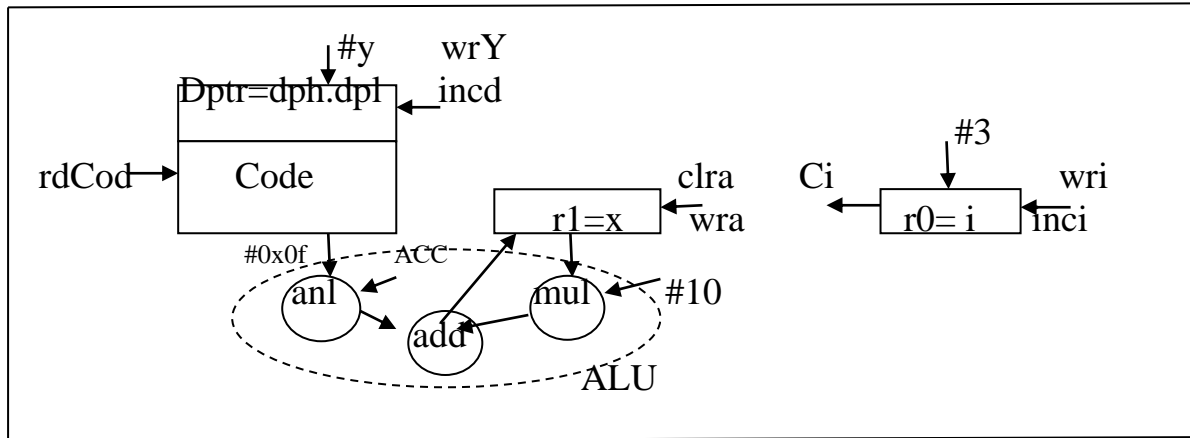 #y wrY
Dptr=dph.dpl incd
#3
rdCod Code clra Ci wri
r1=x wra r0= i inci
#0x0f ACC
anl mul #10
add
ALU